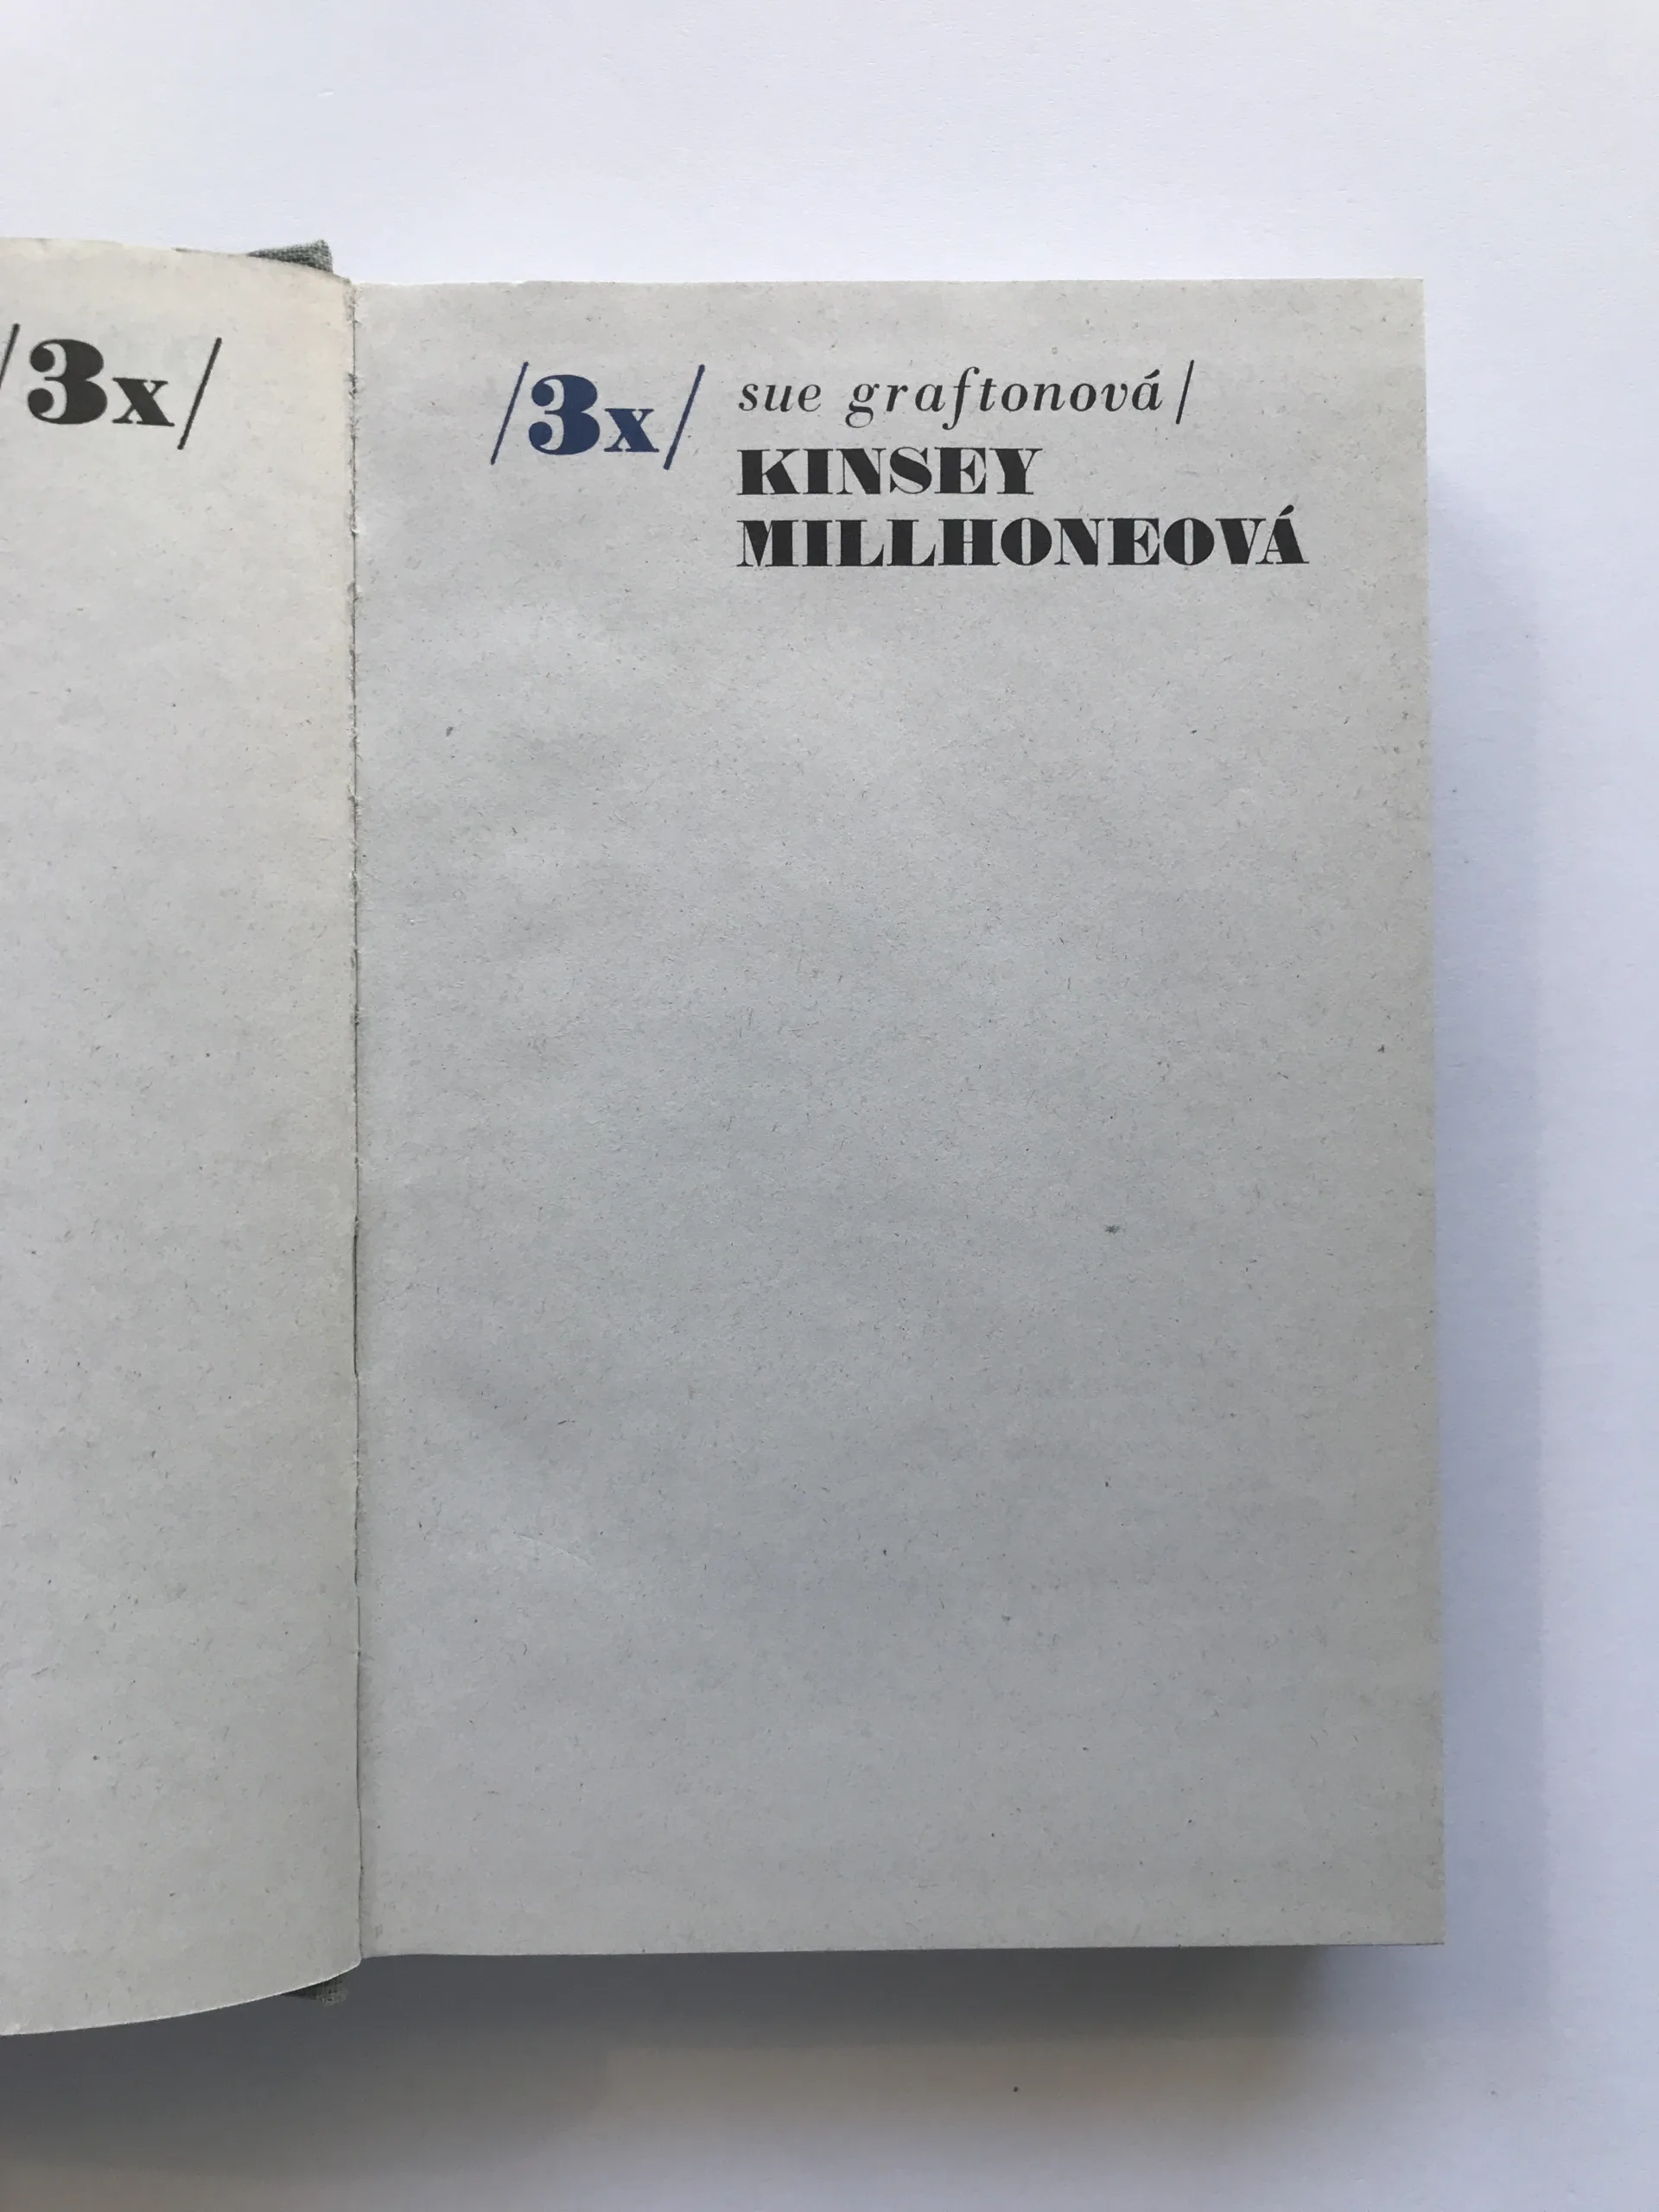 /3x/
/3x/ sue graftonová/
KINSEY
MILLHONEOVÁ